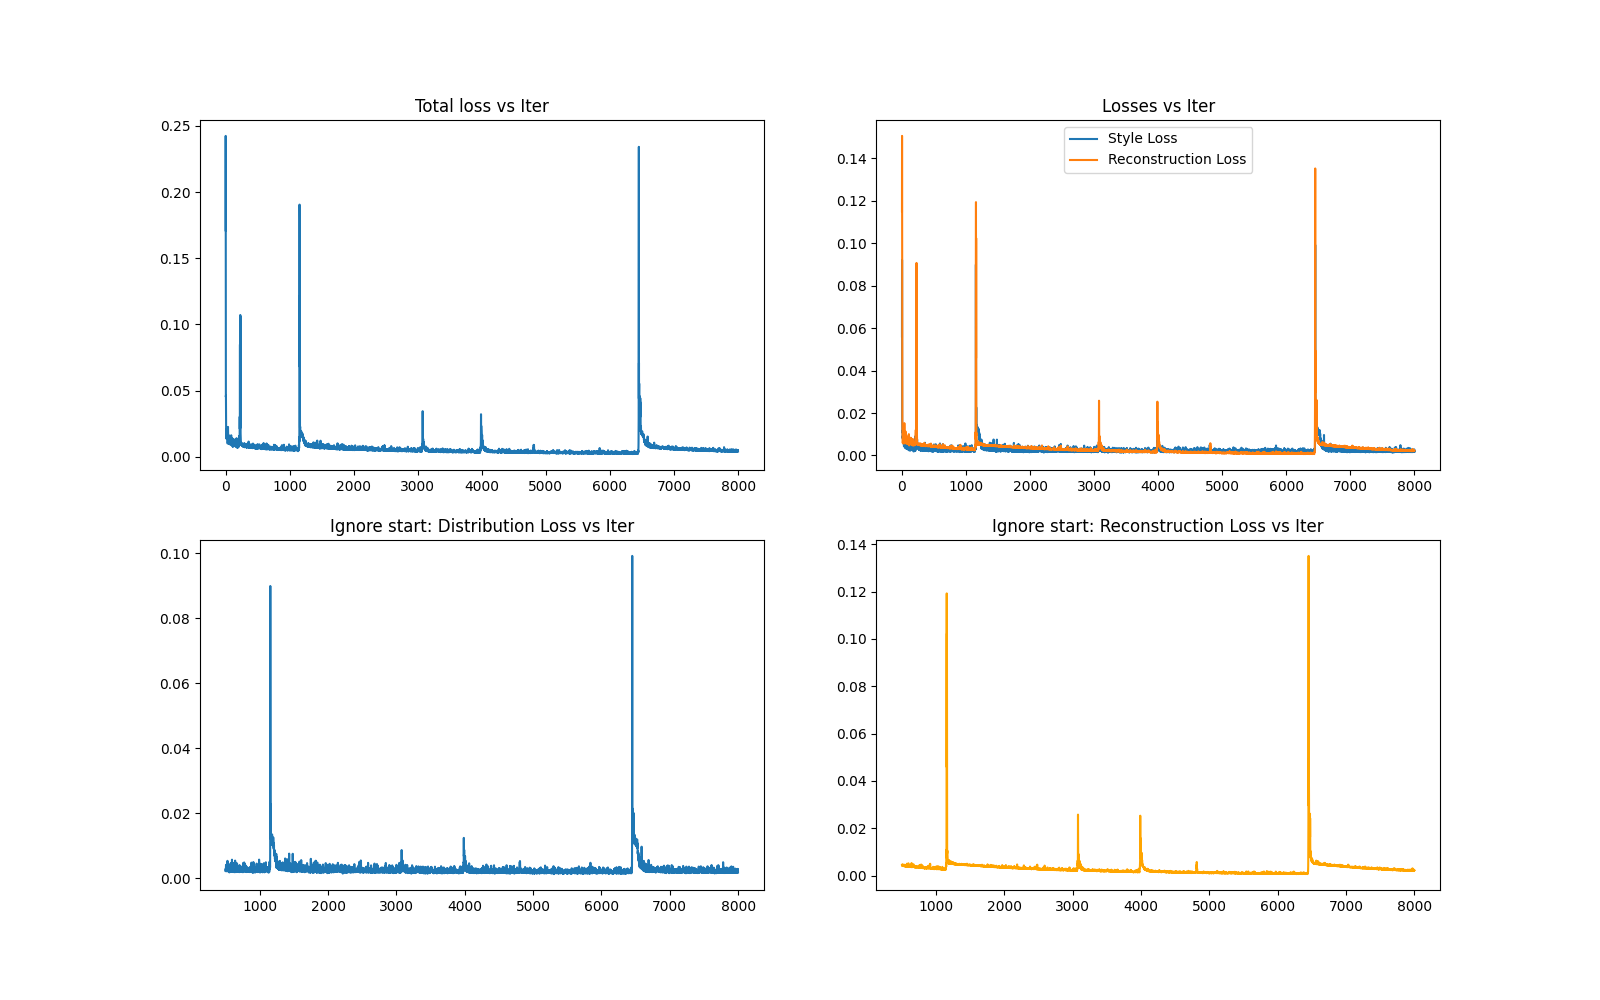 Total loss vs Iter
0.25
0.20
0.15
0.10
0.05
0.00
0 1000 2000 3000 4000 5000 6000 7000 8000
Losses vs Iter
Style Loss
Reconstruction Loss
0.14
0.12
0.10
0.08
0.06
0.04
0.02
0.00
0 1000 2000 3000 4000 5000 6000 7000 8000
Ignore start: Distribution Loss vs Iter
0.10
0.08
0.06
0.04
0.02
0.00
1000 2000 3000 4000 5000 6000 7000 8000
Ignore start: Reconstruction Loss vs Iter
0.14
0.12
0.10
0.08
0.06
0.04
0.02
0.00
1000 2000 3000 4000 5000 6000 7000 8000